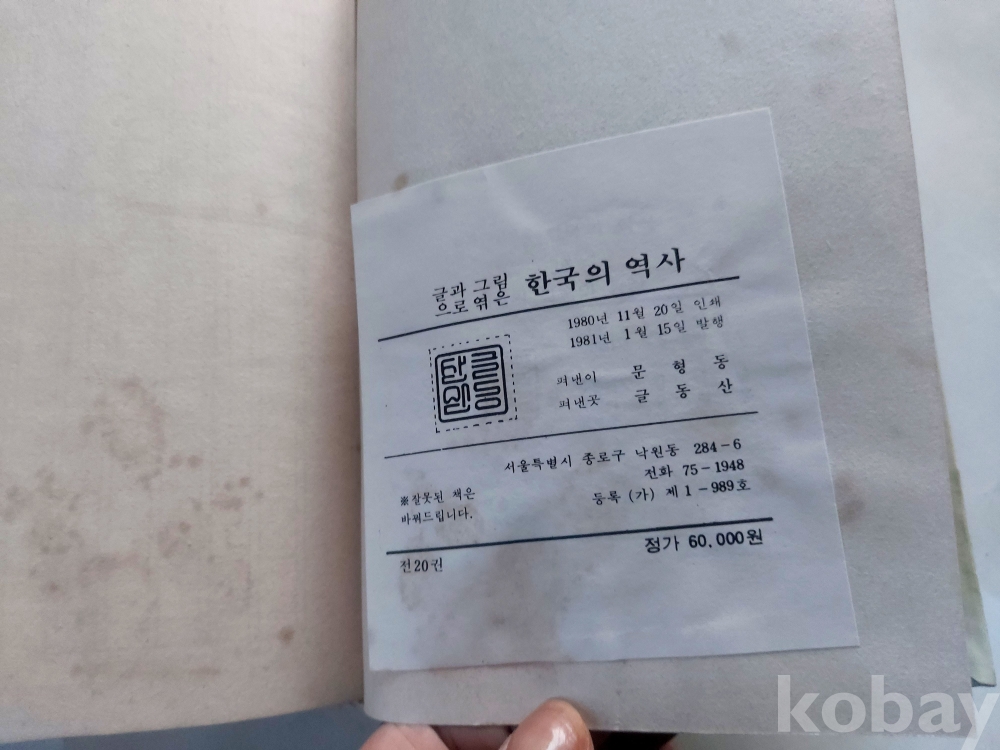 글과 그림
으로 엮은 한국의 역사
1980년 11월 20일 인쇄
1981년 1월 15일 발행
펴낸이 문형동
펴낸곳 글동산
서울특별시 종로구 낙원동 284-6
전화 75-1948
등록 (가) 제1-989호
※잘못된 책은
바꿔드립니다.
정가 60,000원
전20권
kobay